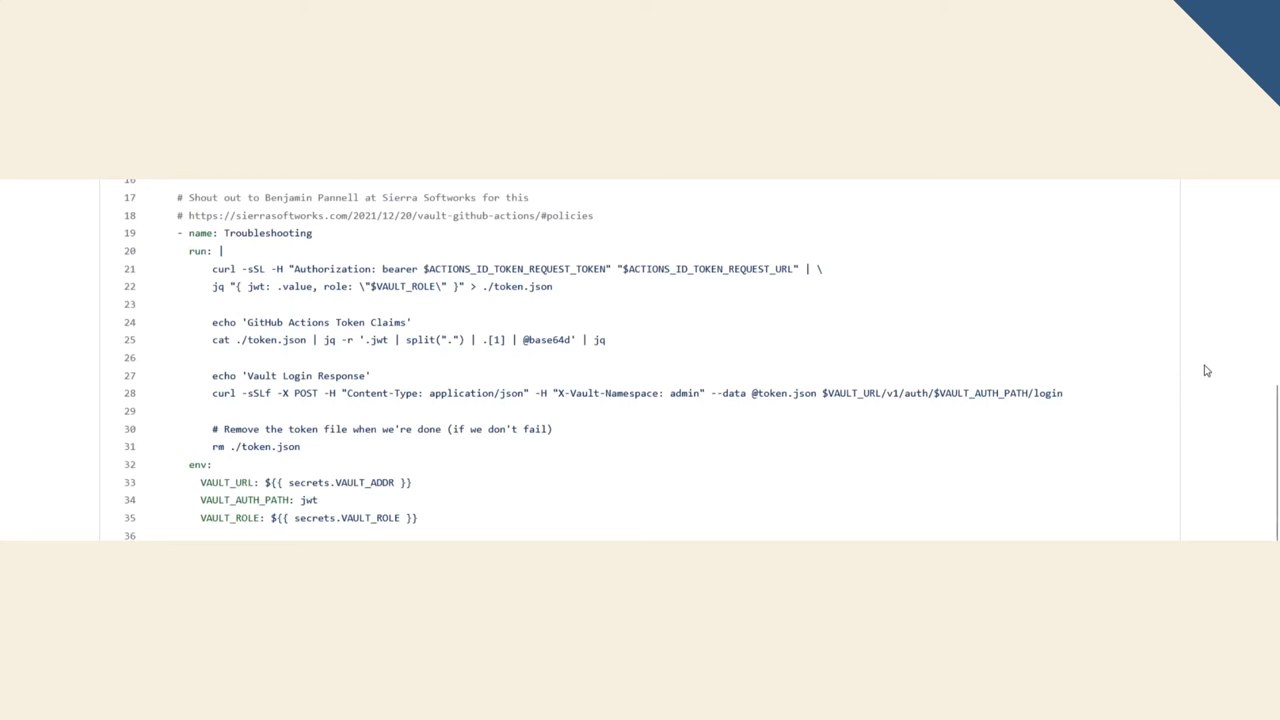 16
17 # Shout out to Benjamin Pannell at Sierra Softworks for this
18 # https://sierrasoftworks.com/2021/12/20/vault-github-actions/#policies
19 - name: Troubleshooting
20 run: |
21 curl -sSL -H "Authorization: bearer $ACTIONS_ID_TOKEN_REQUEST_TOKEN" "$ACTIONS_ID_TOKEN_REQUEST_URL" | \
22 jq "{ jwt: .value, role: \"$VAULT_ROLE\" }" > ./token.json
23
24 echo 'GitHub Actions Token Claims'
25 cat ./token.json | jq -r '.jwt | split(".") | .[1] | @base64d' | jq
26
27 echo 'Vault Login Response'
28 curl -sSLf -X POST -H "Content-Type: application/json" -H "X-Vault-Namespace: admin" --data @token.json $VAULT_URL/v1/auth/$VAULT_AUTH_PATH/login
29
30 # Remove the token file when we're done (if we don't fail)
31 rm ./token.json
32 env:
33 VAULT_URL: ${{ secrets.VAULT_ADDR }}
34 VAULT_AUTH_PATH: jwt
35 VAULT_ROLE: ${{ secrets.VAULT_ROLE }}
36